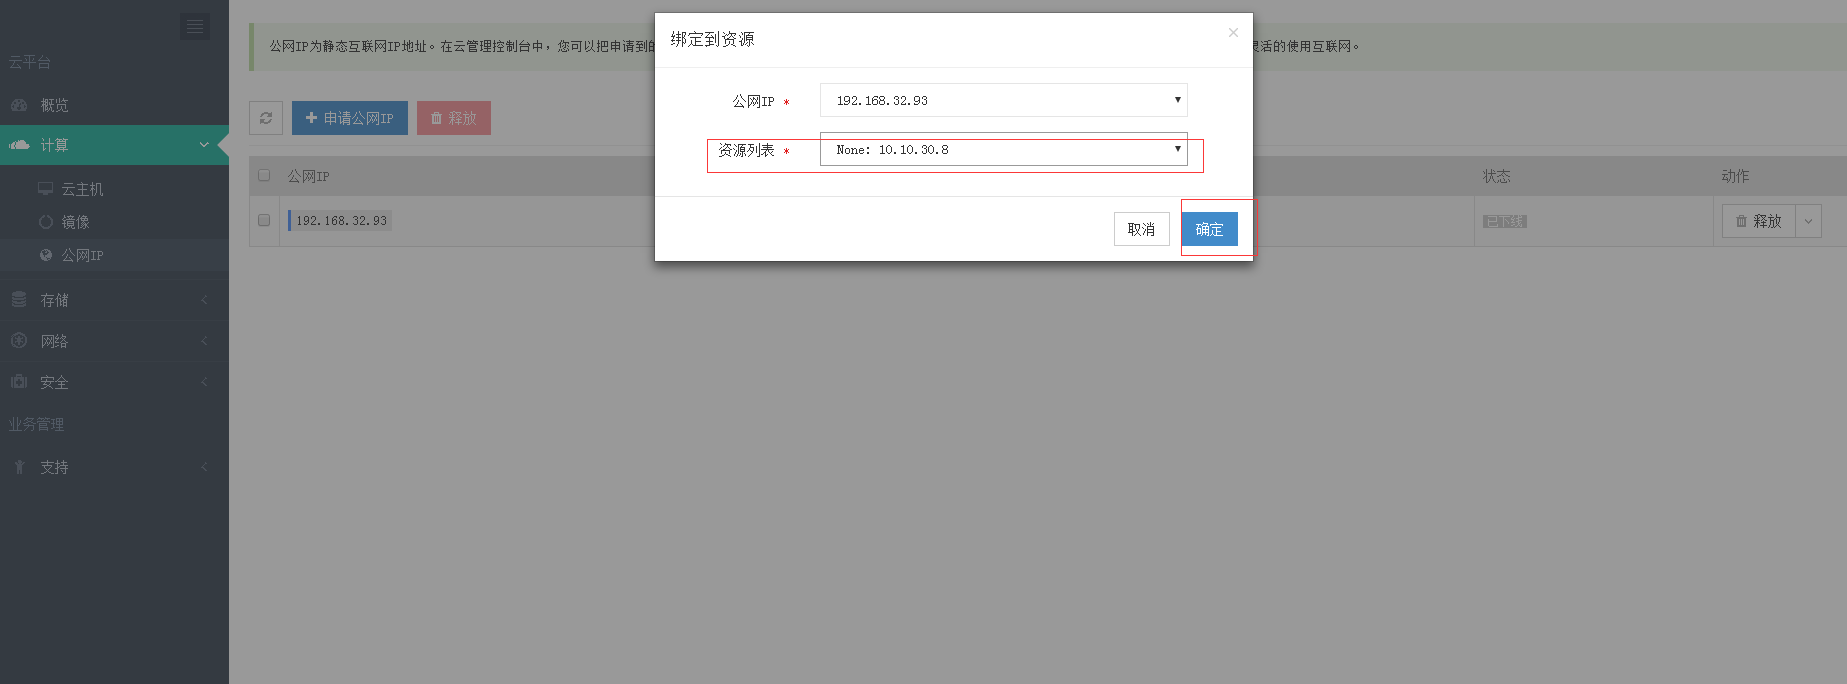 云平台
概览
计算
云主机
镜像
公网IP
存储
网络
安全
业务管理
支持
公网IP为静态互联网IP地址。在云管理控制台中，您可以把申请到的
活的使用互联网。
申请公网IP
释放
公网IP
状态
动作
192.168.32.93
已下线
释放
绑定到资源
×
公网IP *
192.168.32.93
资源列表 *
None: 10.10.30.8
取消
确定